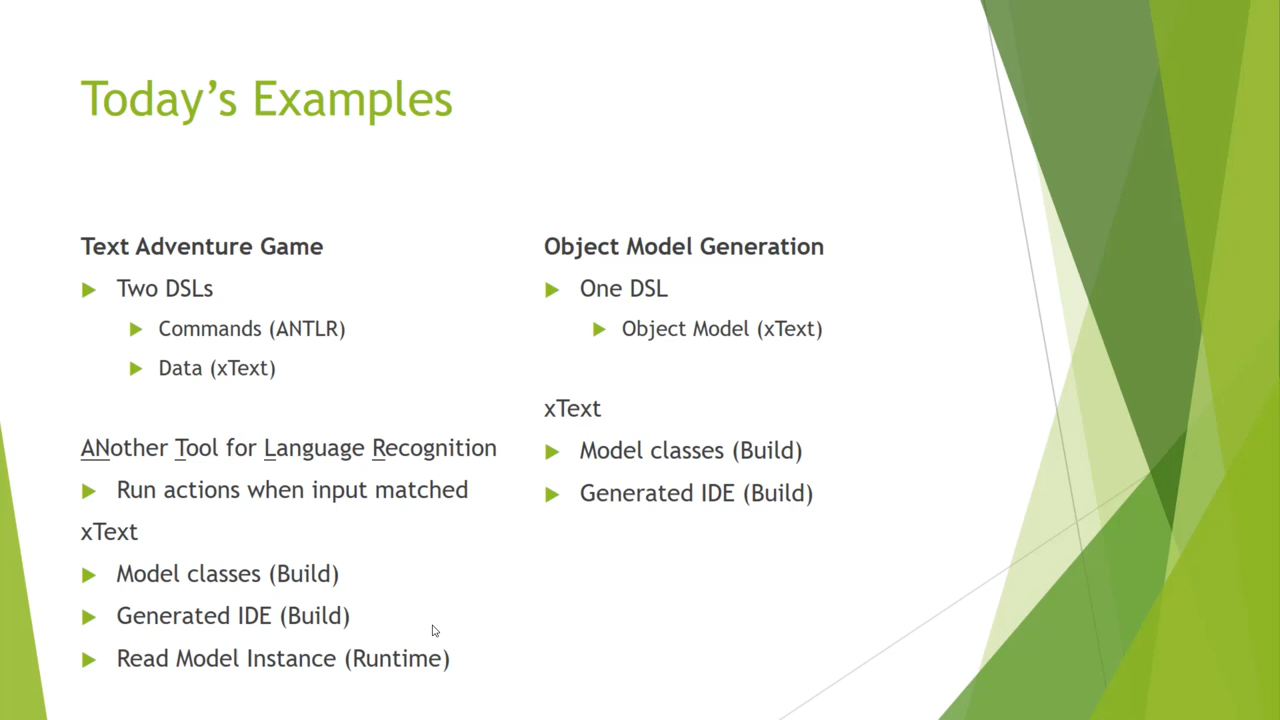 Today's Examples
Text Adventure Game
Two DSLs
Commands (ANTLR)
Data (xText)
ANother Tool for Language Recognition
Run actions when input matched
xText
Model classes (Build)
Generated IDE (Build)
Read Model Instance (Runtime)
Object Model Generation
One DSL
Object Model (xText)
xText
Model classes (Build)
Generated IDE (Build)